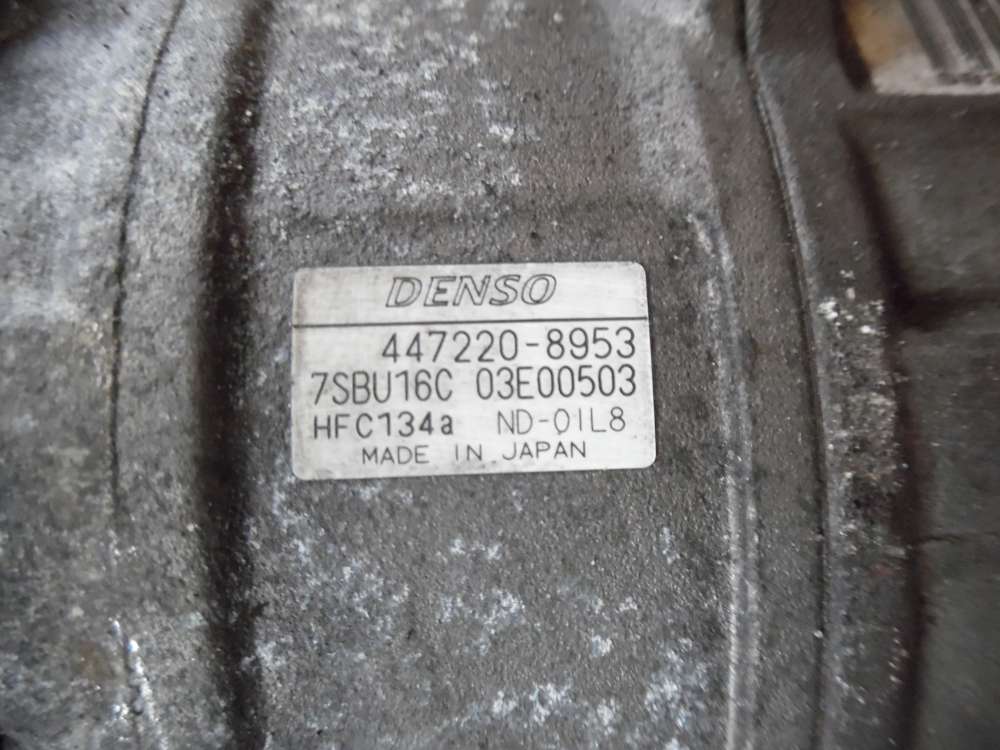 DENSO
447220-8953
7SBU16C 03E00503
HFC134a ND-OIL8
MADE IN JAPAN